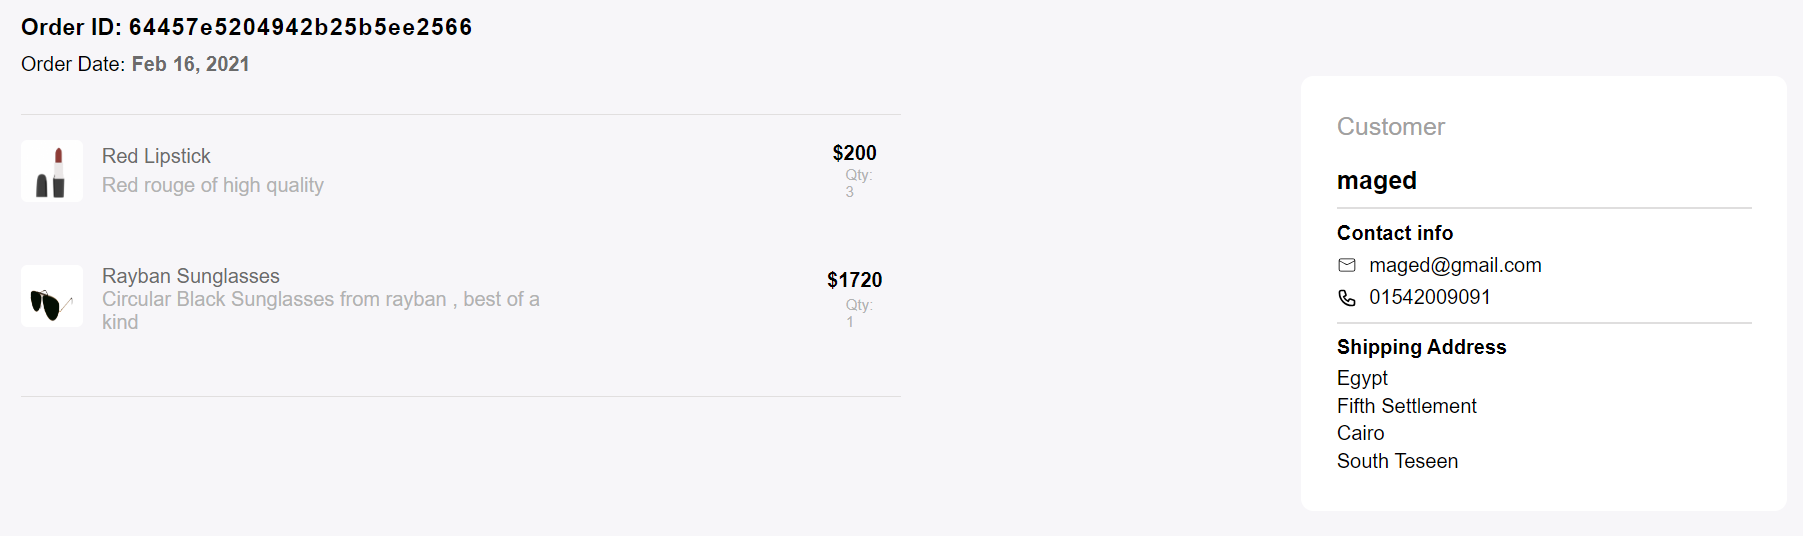 Order ID: 64457e5204942b25b5ee2566
Order Date: Feb 16, 2021
Red Lipstick
Red rouge of high quality
$200
Qty:
3
Rayban Sunglasses
Circular Black Sunglasses from rayban , best of a
kind
$1720
Qty:
1
Customer
maged
Contact info
maged@gmail.com
01542009091
Shipping Address
Egypt
Fifth Settlement
Cairo
South Teseen